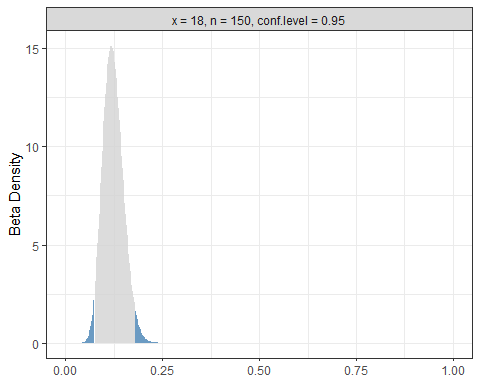 x = 18, n = 150, conf.level = 0.95
Beta Density
15
10
5
0
0.00 0.25 0.50 0.75 1.00